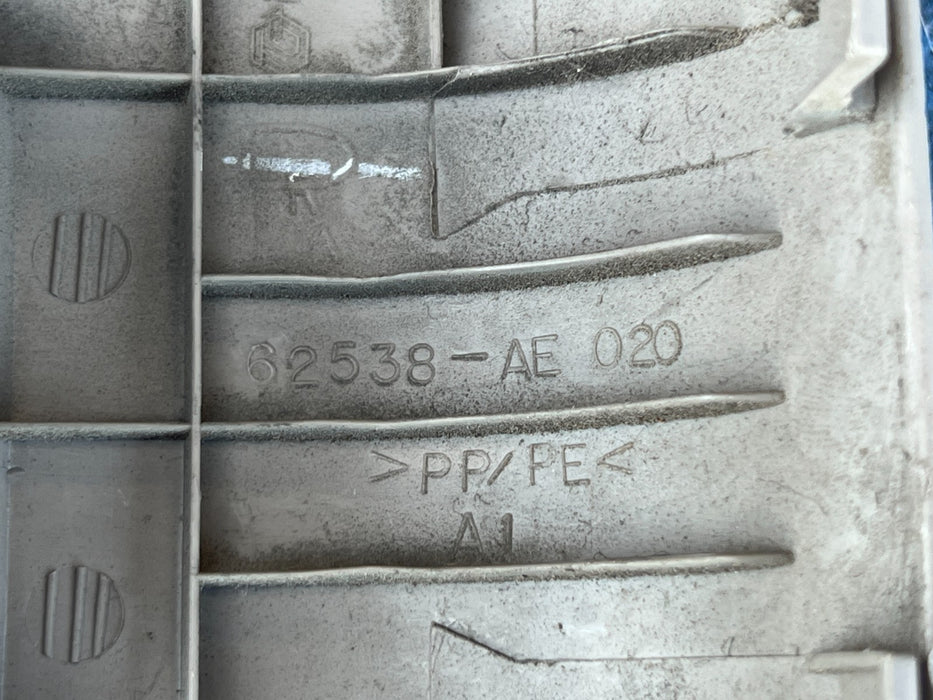 R
62538-AE 020
>PP/PE<
A1